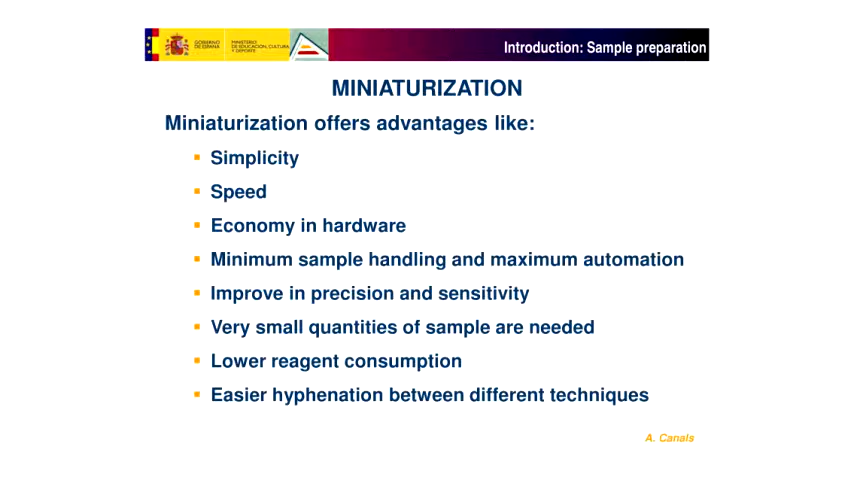 GOBIERNO
DE ESPAÑA
MINISTERIO
DE EDUCACIÓN, CULTURA
Y DEPORTE
Introduction: Sample preparation
MINIATURIZATION
Miniaturization offers advantages like:
▪ Simplicity
▪ Speed
▪ Economy in hardware
▪ Minimum sample handling and maximum automation
▪ Improve in precision and sensitivity
▪ Very small quantities of sample are needed
▪ Lower reagent consumption
▪ Easier hyphenation between different techniques
A. Canals